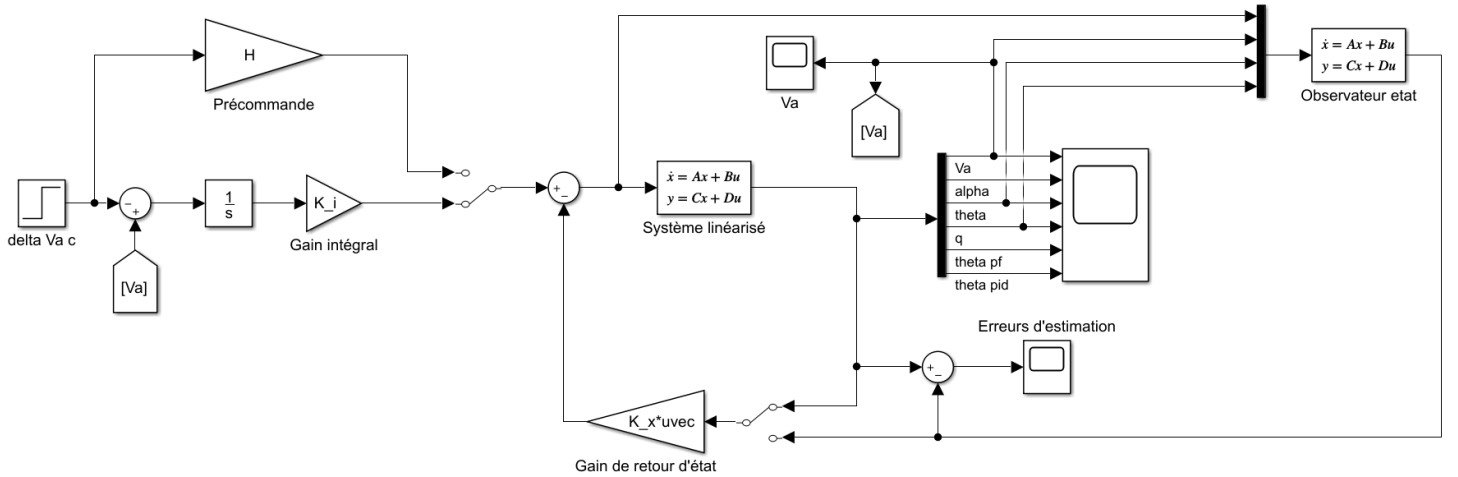 H
Précommande
delta Va c
-
+
[Va]
1
s
K_i
Gain intégral
+
-
ẋ = Ax + Bu
y = Cx + Du
Système linéarisé
Va
[Va]
Va
alpha
theta
q
theta pf
theta pid
ẋ = Ax + Bu
y = Cx + Du
Observateur etat
Erreurs d'estimation
+
-
K_x*uvec
Gain de retour d'état